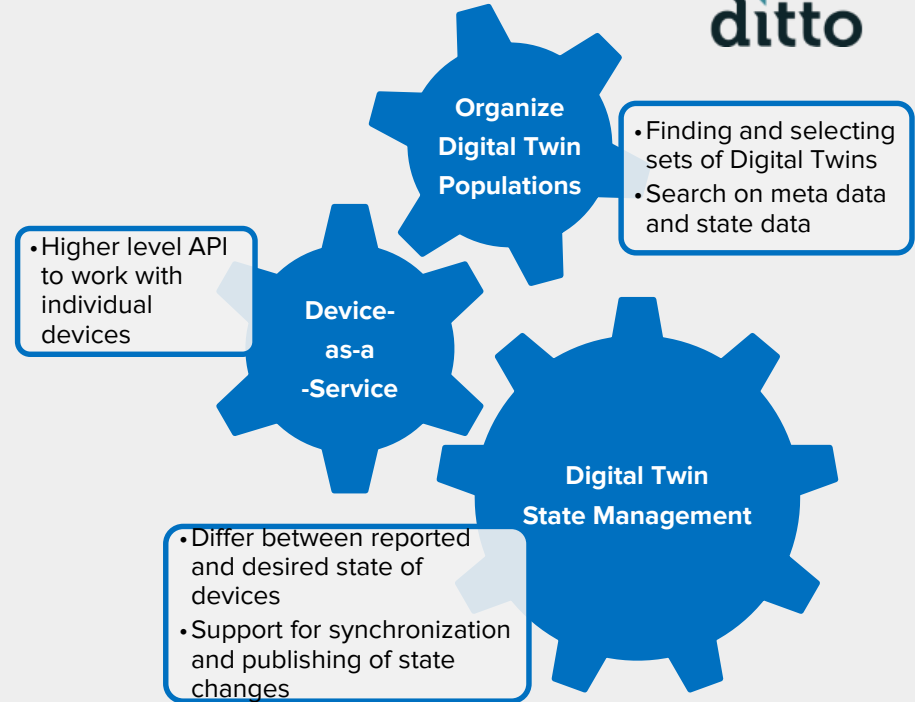 ditto
Organize
Digital Twin
Populations
• Finding and selecting
sets of Digital Twins
• Search on meta data
and state data
• Higher level API
to work with
individual
devices
Device-
as-a
-Service
Digital Twin
State Management
• Differ between reported
and desired state of
devices
• Support for synchronization
and publishing of state
changes